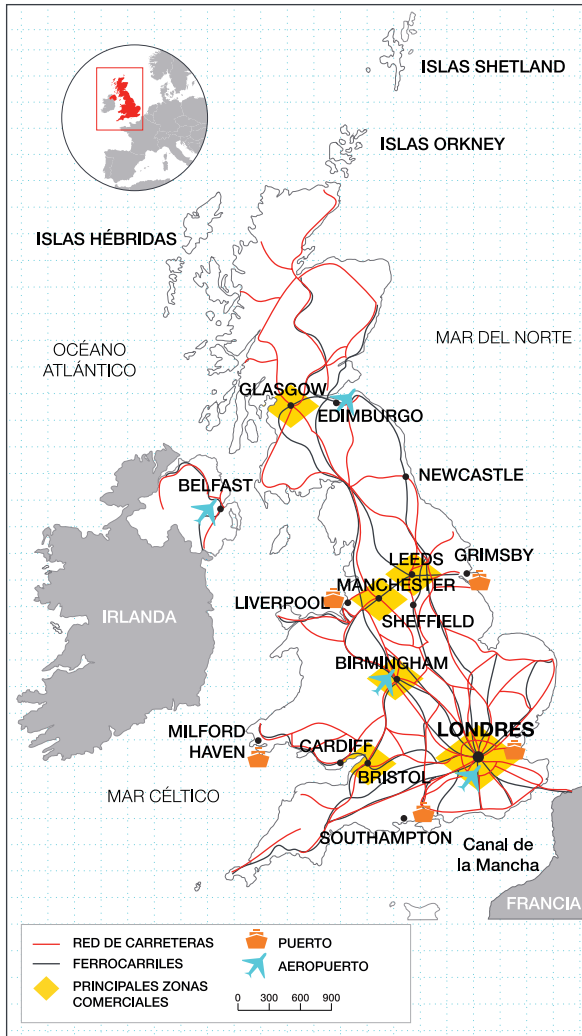 ISLAS SHETLAND
ISLAS ORKNEY
ISLAS HÉBRIDAS
MAR DEL NORTE
OCÉANO
ATLÁNTICO
GLASGOW
EDIMBURGO
NEWCASTLE
BELFAST
LEEDS
GRIMSBY
MANCHESTER
LIVERPOOL
SHEFFIELD
IRLANDA
BIRMINGHAM
LONDRES
MILFORD
HAVEN
CARDIFF
BRISTOL
MAR CÉLTICO
SOUTHAMPTON
Canal de
la Mancha
FRANCIA
RED DE CARRETERAS
FERROCARRILES
PRINCIPALES ZONAS
COMERCIALES
PUERTO
AEROPUERTO
0 300 600 900